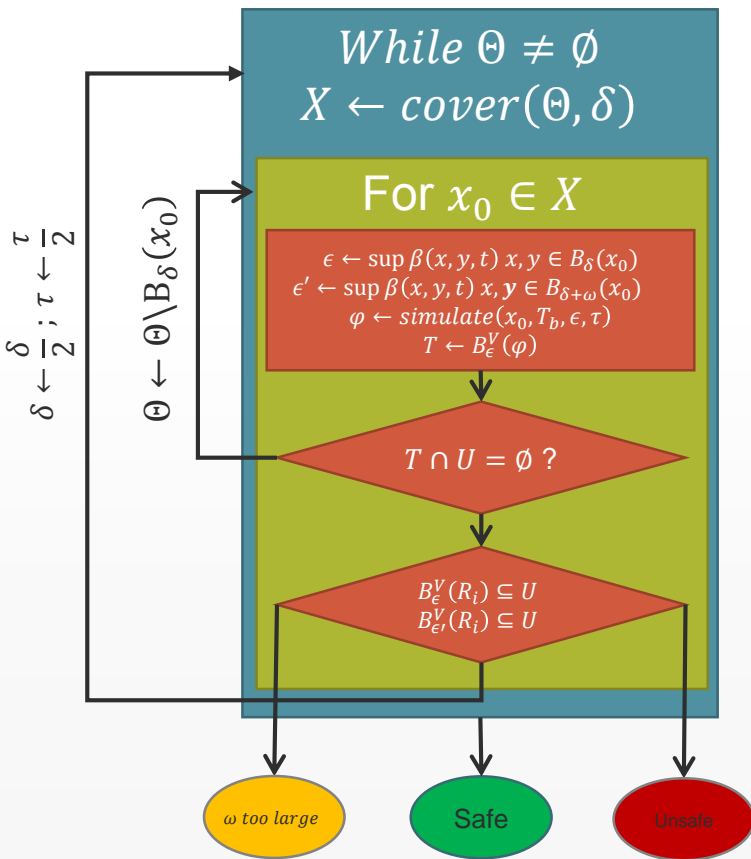 While Θ ≠ ∅
X ← cover(Θ, δ)
For x₀ ∈ X
ϵ ← sup β(x, y, t) x, y ∈ B_δ(x₀)
ϵ′ ← sup β(x, y, t) x, y ∈ B_{δ+ω}(x₀)
φ ← simulate(x₀, T_b, ϵ, τ)
T ← B_ϵ^V(φ)
T ∩ U = ∅ ?
B_ϵ^V(R_i) ⊆ U
B_{ϵ′}^V(R_i) ⊆ U
Θ ← Θ\B_δ(x₀)
δ ← δ/2 ; τ ← τ/2
ω too large
Safe
Unsafe